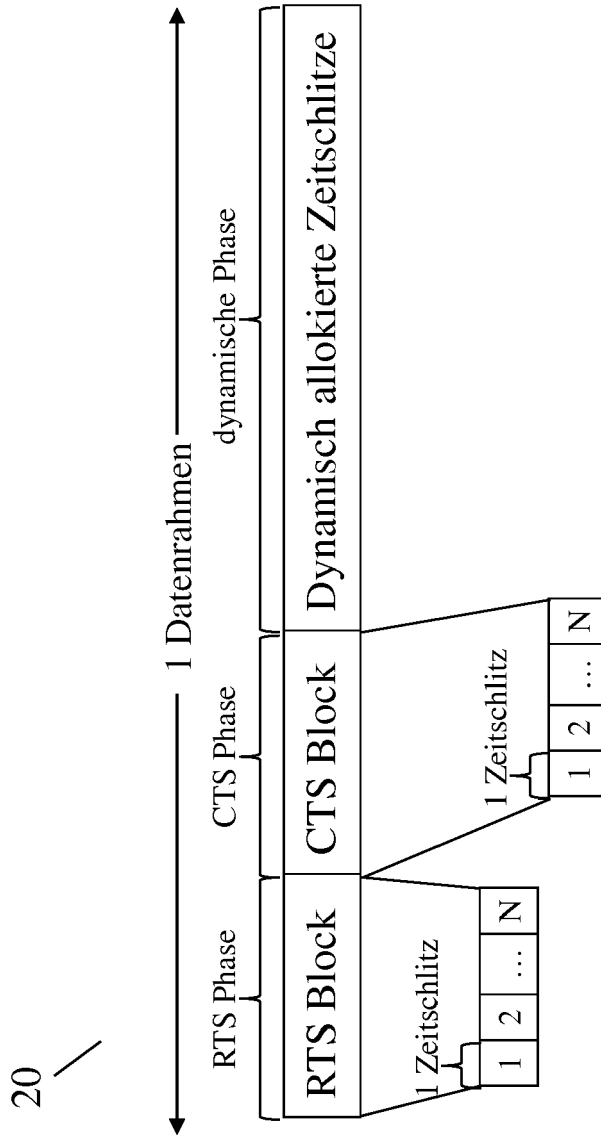 20
1 Datenrahmen
RTS Phase
CTS Phase
dynamische Phase
RTS Block
CTS Block
Dynamisch allokierte Zeitschlitze
1 Zeitschlitz
1 2 … N
1 Zeitschlitz
1 2 … N